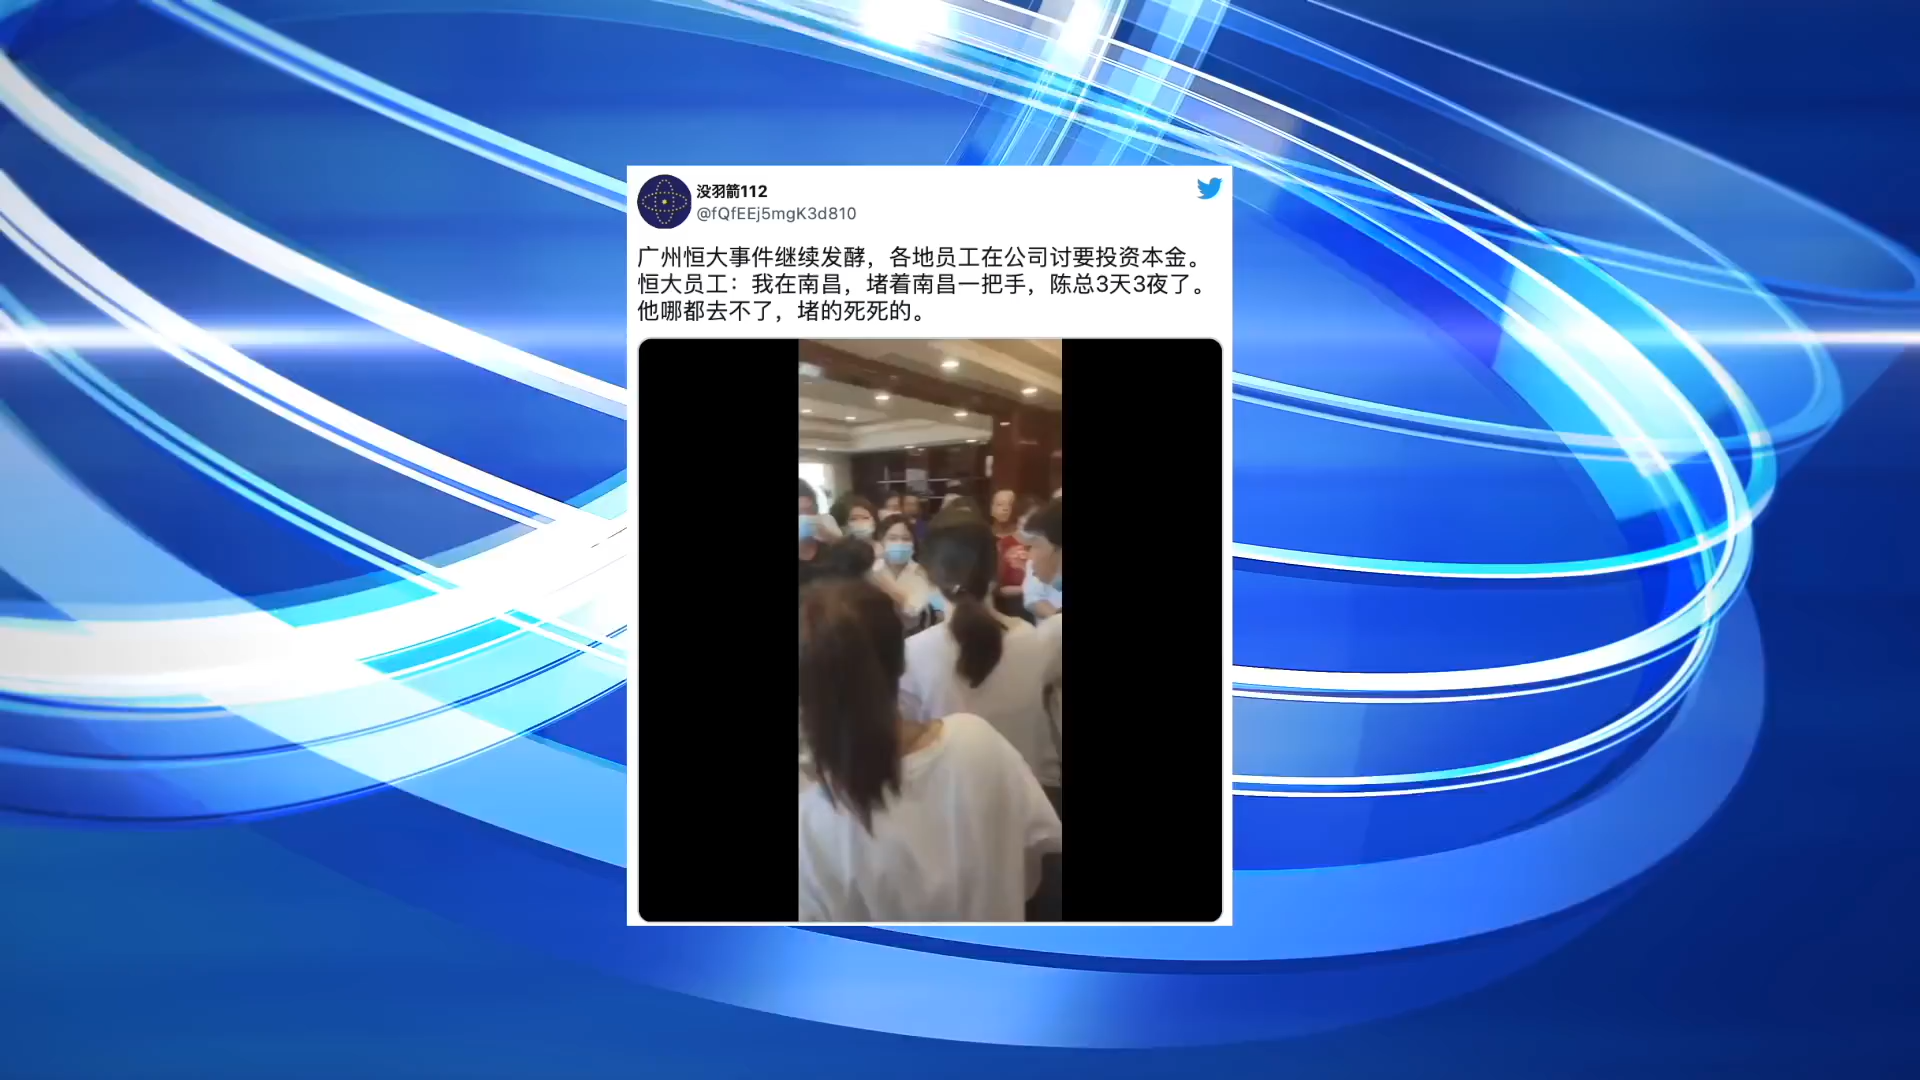 没羽箭112
@fQfEEj5mgK3d810
广州恒大事件继续发酵，各地员工在公司讨要投资本金。
恒大员工：我在南昌，堵着南昌一把手，陈总3天3夜了。
他哪都去不了，堵的死死的。